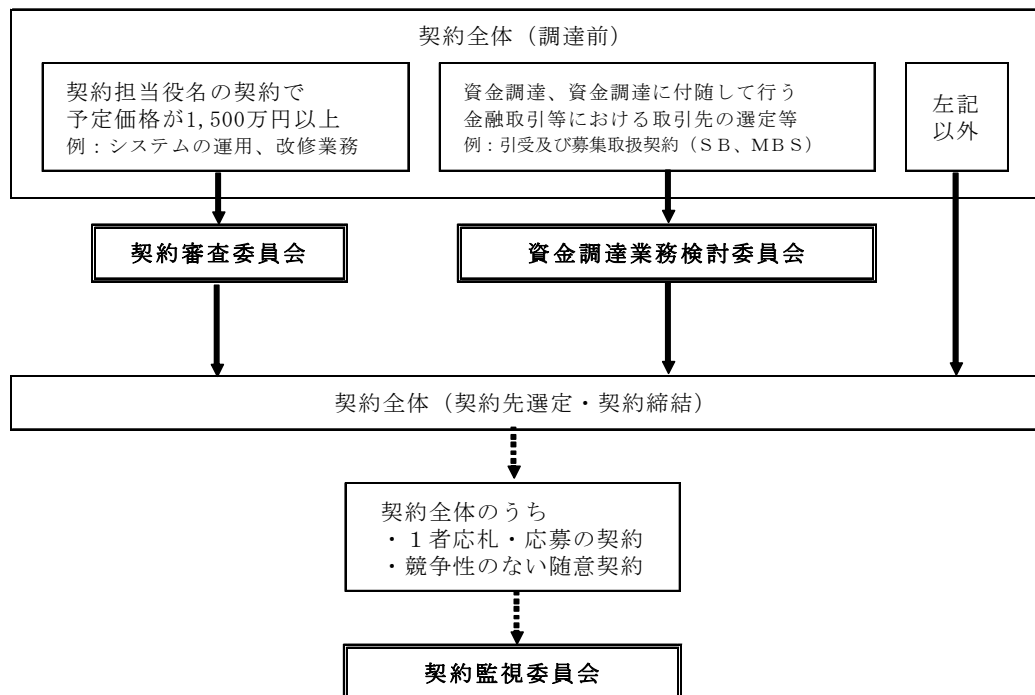 契約全体（調達前）
契約担当役名の契約で
予定価格が1,500万円以上
例：システムの運用、改修業務
資金調達、資金調達に付随して行う
金融取引等における取引先の選定等
例：引受及び募集取扱契約（ＳＢ、ＭＢＳ）
左記
以外
契約審査委員会
資金調達業務検討委員会
契約全体（契約先選定・契約締結）
契約全体のうち
・１者応札・応募の契約
・競争性のない随意契約
契約監視委員会